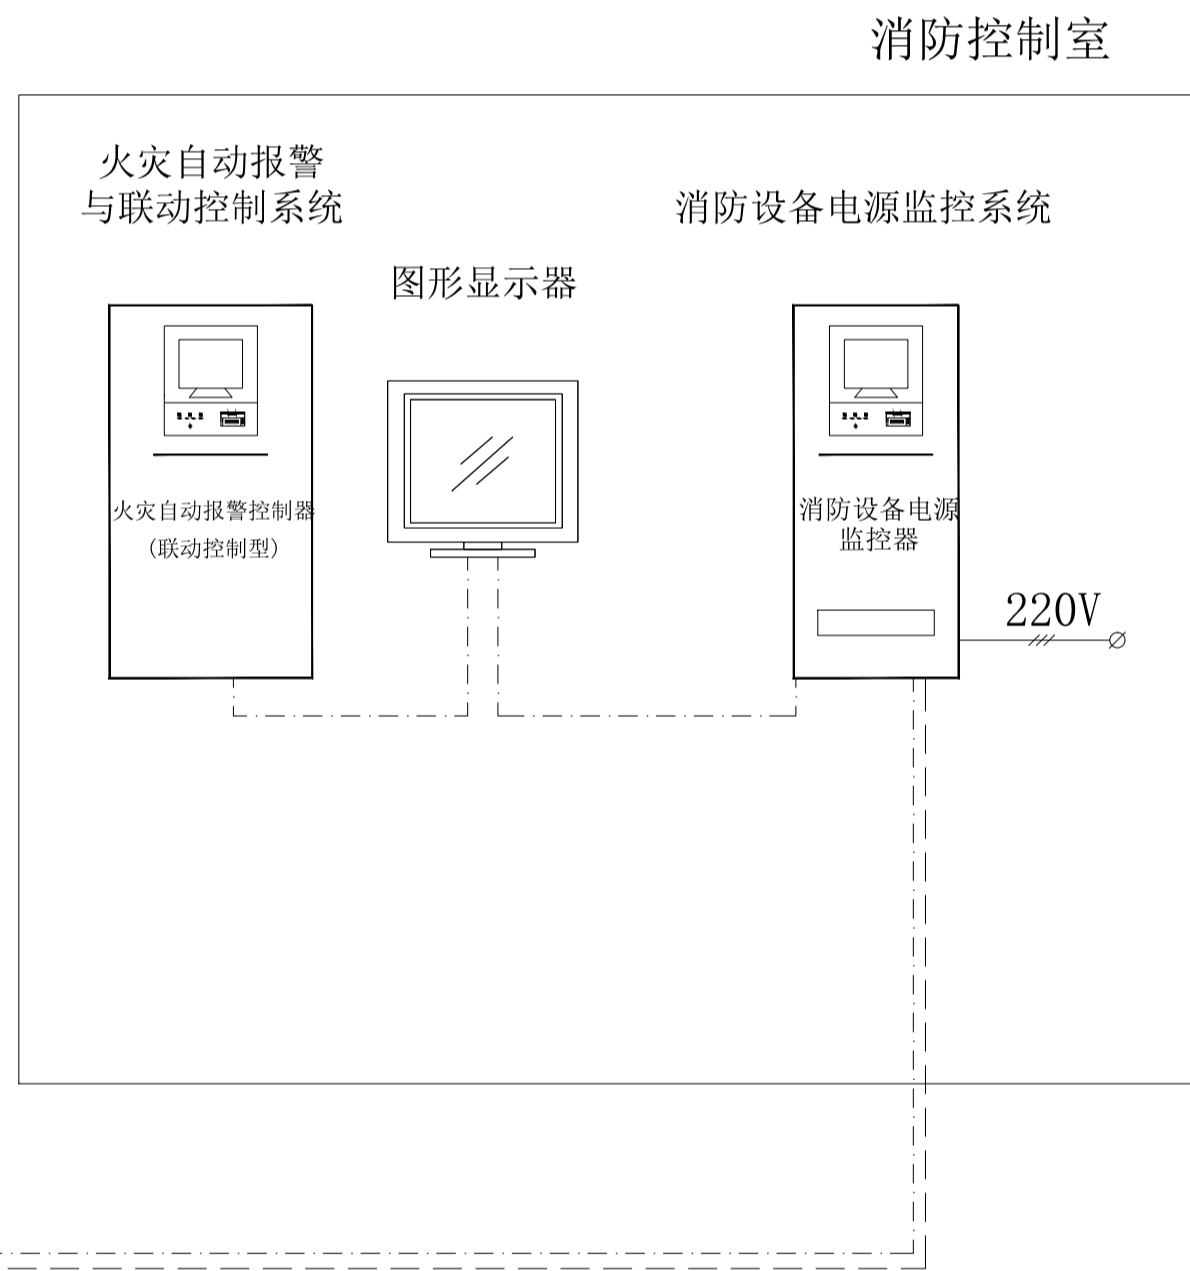 消防控制室
火灾自动报警
与联动控制系统
消防设备电源监控系统
图形显示器
火灾自动报警控制器
(联动控制型)
消防设备电源
监控器
220V